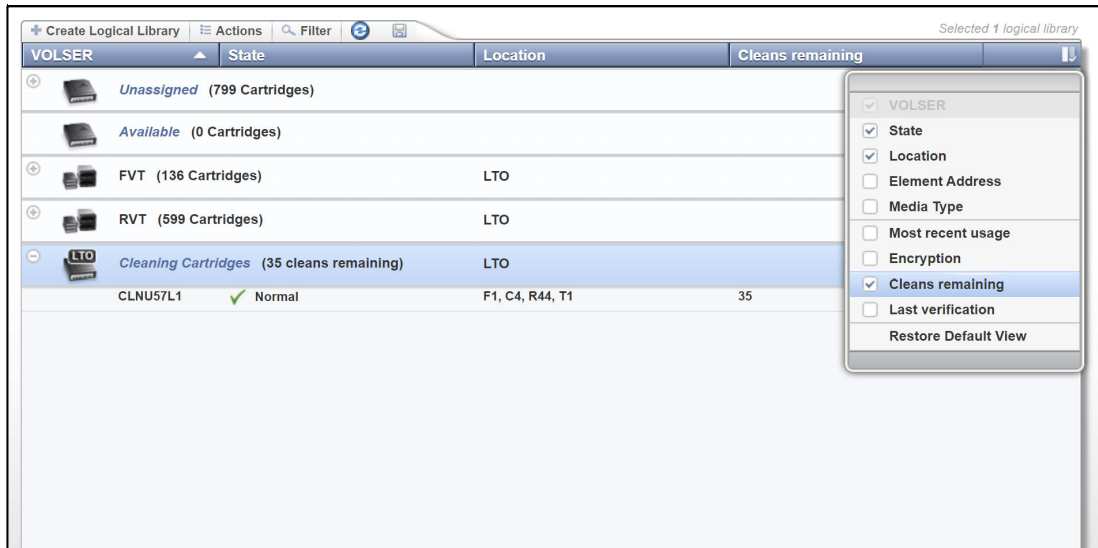 Create Logical Library Actions Filter Selected 1 logical library
VOLSER State Location Cleans remaining
Unassigned (799 Cartridges)
Available (0 Cartridges)
FVT (136 Cartridges) LTO
RVT (599 Cartridges) LTO
LTO Cleaning Cartridges (35 cleans remaining) LTO
CLNU57L1 Normal F1, C4, R44, T1 35
VOLSER
State
Location
Element Address
Media Type
Most recent usage
Encryption
Cleans remaining
Last verification
Restore Default View